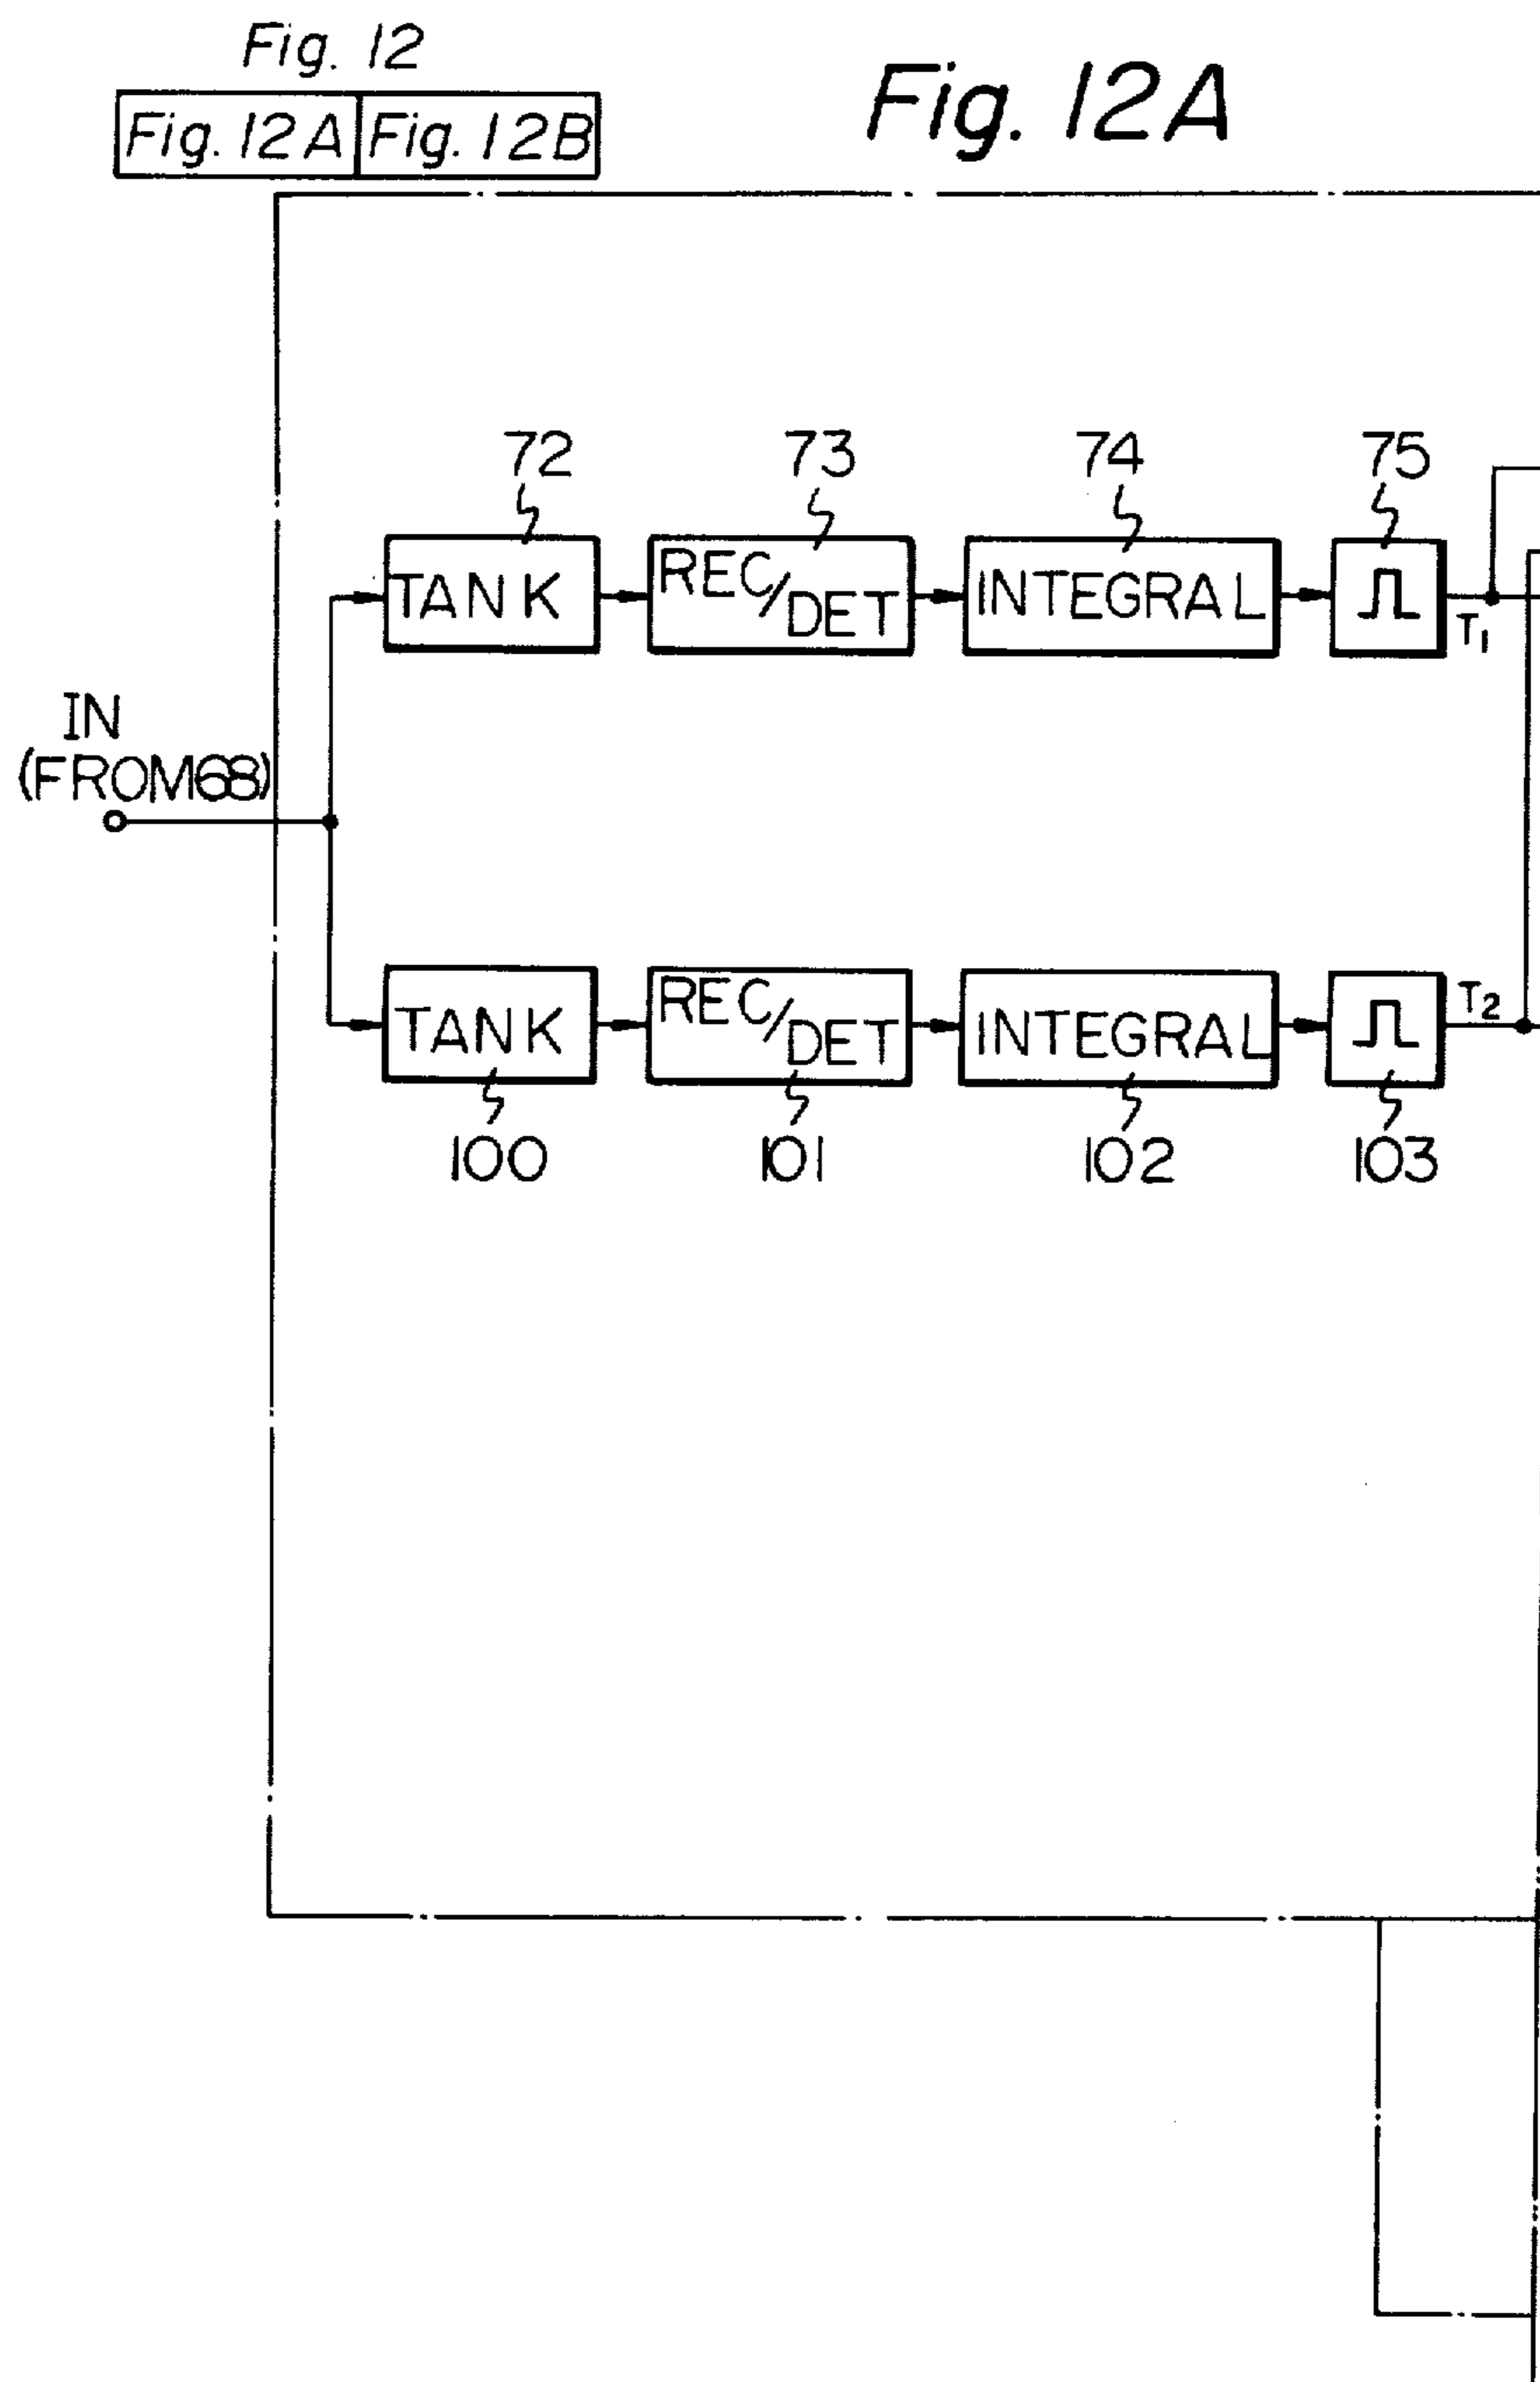 Fig. 12
Fig. 12A Fig. 12B
Fig. 12A
72 73 74 75
TANK REC/DET INTEGRAL
T1
IN
(FROM68)
TANK REC/DET INTEGRAL
T2
100 101 102 103